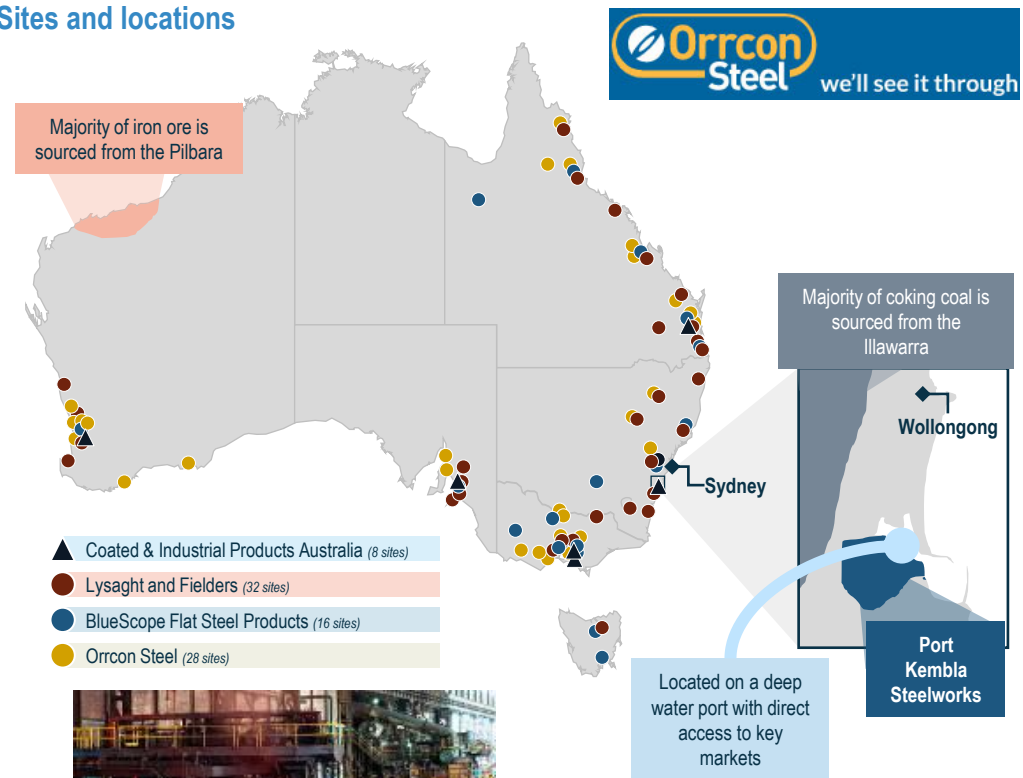 Sites and locations
Orrcon
Steel
we'll see it through
Majority of iron ore is
sourced from the Pilbara
Majority of coking coal is
sourced from the
Illawarra
Wollongong
Sydney
Coated & Industrial Products Australia (8 sites)
Lysaght and Fielders (32 sites)
BlueScope Flat Steel Products (16 sites)
Orrcon Steel (28 sites)
Port
Kembla
Steelworks
Located on a deep
water port with direct
access to key
markets